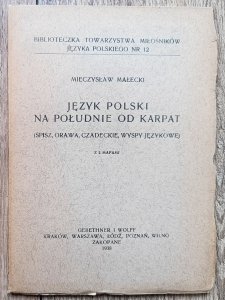 BIBLIOTECZKA TOWARZYSTWA MIŁOŚNIKÓW
JĘZYKA POLSKIEGO NR 12
MIECZYSŁAW MAŁECKI
JĘZYK POLSKI
NA POŁUDNIE OD KARPAT
(SPISZ, ORAWA, CZADECKIE, WYSPY JĘZYKOWE)
Z 2 MAPAMI
GEBETHNER I WOLFF
KRAKÓW, WARSZAWA, ŁÓDŹ, POZNAŃ, WILNO
ZAKOPANE
1938